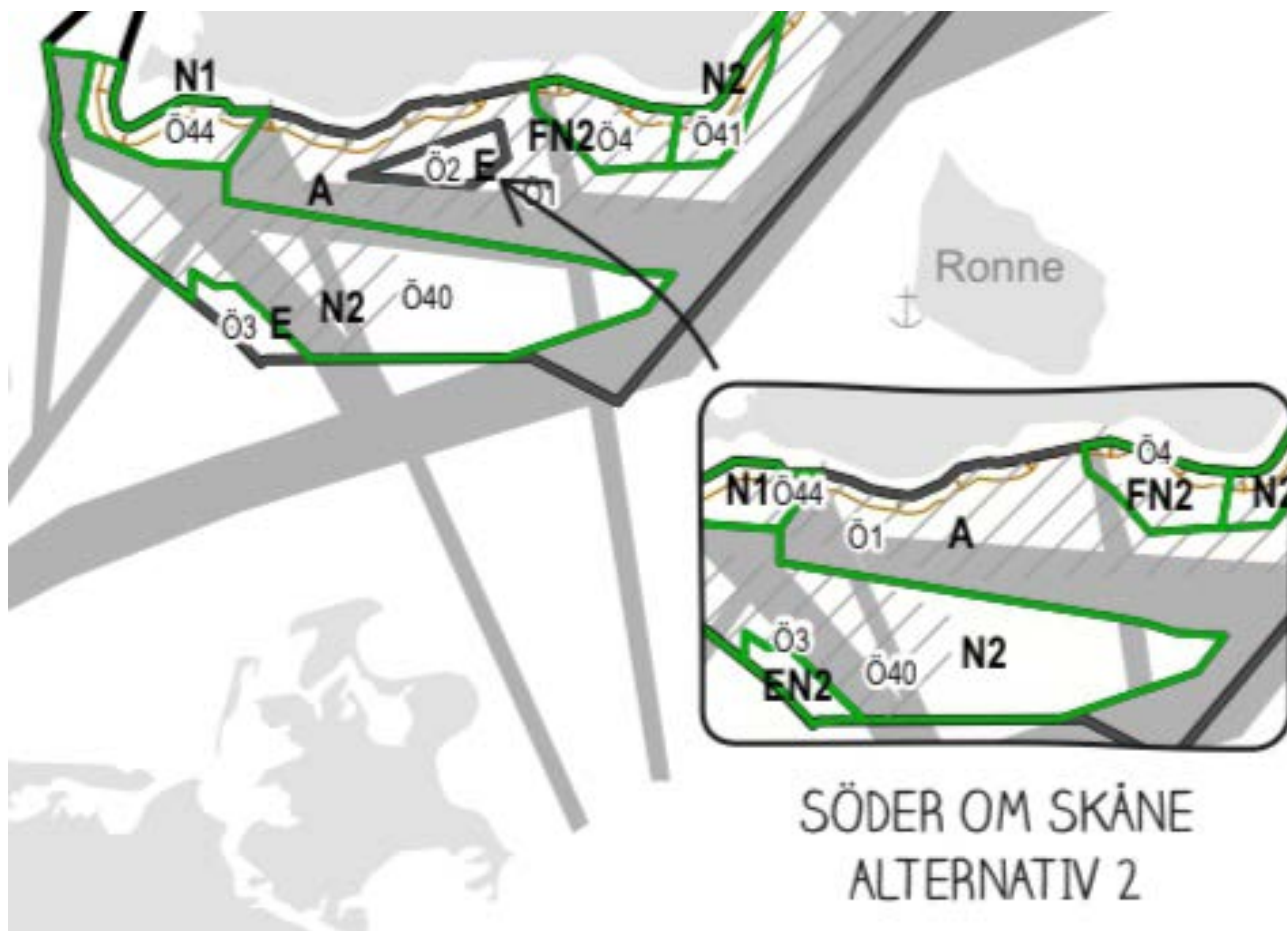 N1
N2
Ö44
FN2
Ö4
Ö41
Ö2
E
A
Ö1
Ronne
N2
Ö40
Ö3
E
Ö4
N1
Ö44
FN2
N2
Ö1
A
Ö3
N2
EN2
Ö40
SÖDER OM SKÅNE
ALTERNATIV 2